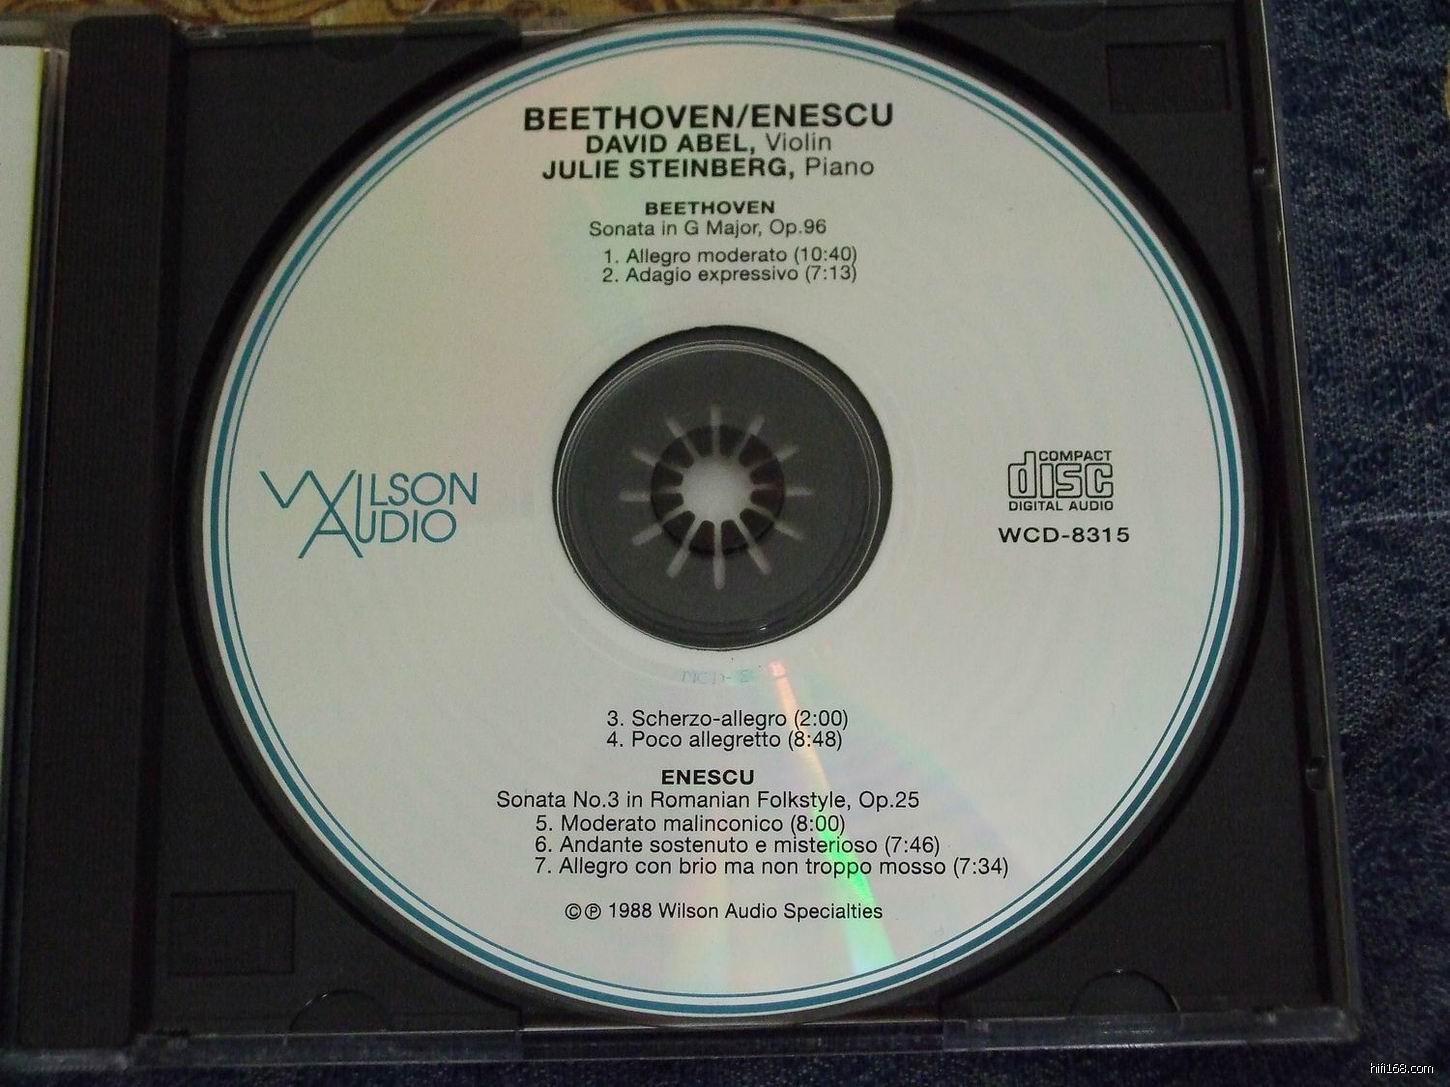 BEETHOVEN/ENESCU
DAVID ABEL, Violin
JULIE STEINBERG, Piano
BEETHOVEN
Sonata in G Major, Op.96
1. Allegro moderato (10:40)
2. Adagio expressivo (7:13)
WILSON
AUDIO
COMPACT
disc
DIGITAL AUDIO
WCD-8315
3. Scherzo-allegro (2:00)
4. Poco allegretto (8:48)
ENESCU
Sonata No.3 in Romanian Folkstyle, Op.25
5. Moderato malinconico (8:00)
6. Andante sostenuto e misterioso (7:46)
7. Allegro con brio ma non troppo mosso (7:34)
©℗ 1988 Wilson Audio Specialties
hifi168.com